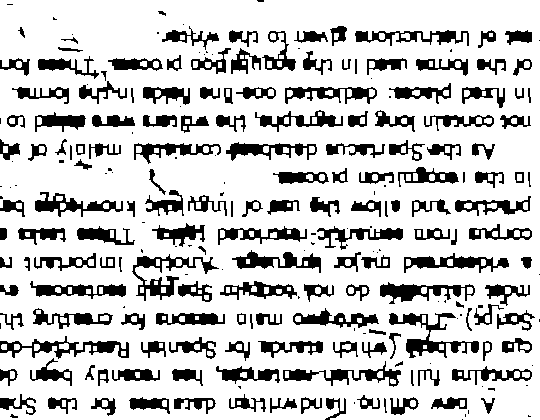 A new offline handwritten database for the Spa
contains full Spanish sentences, has recently been de
cus database (which stands for Spanish Restricted-do
Script). There were two main reasons for creating th
most databases do not contain Spanish sentences, ev
a widespread major language. Another important re
corpus from semantic-restricted tasks. These tasks a
practice and allow the use of linguistic knowledge be
in the recognition process.
As the Spartacus database consisted mainly of
not contain long paragraphs, the writers were asked to
in fixed places: dedicated one-line fields in the forms.
of the forms used in the acquisition process. These for
set of instructions given to the writer.